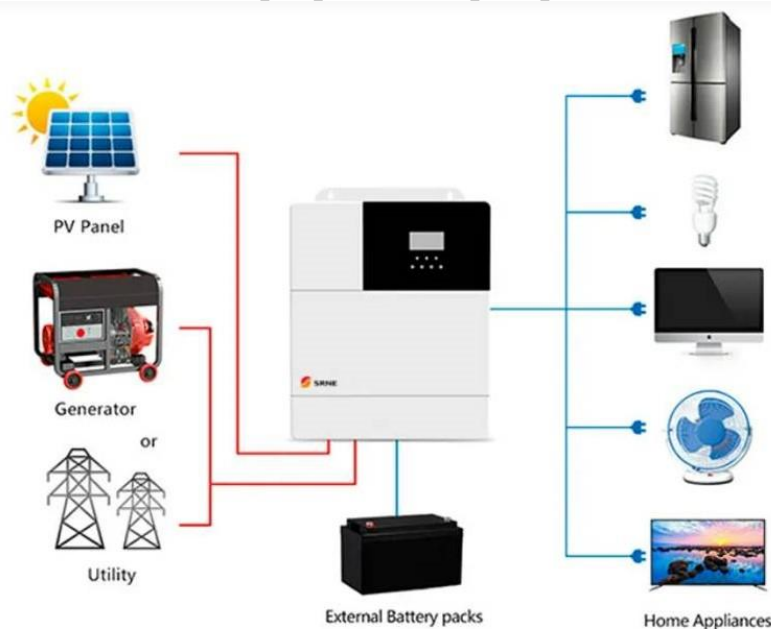 PV Panel
Generator
or
Utility
SRNE
External Battery packs
Home Appliances